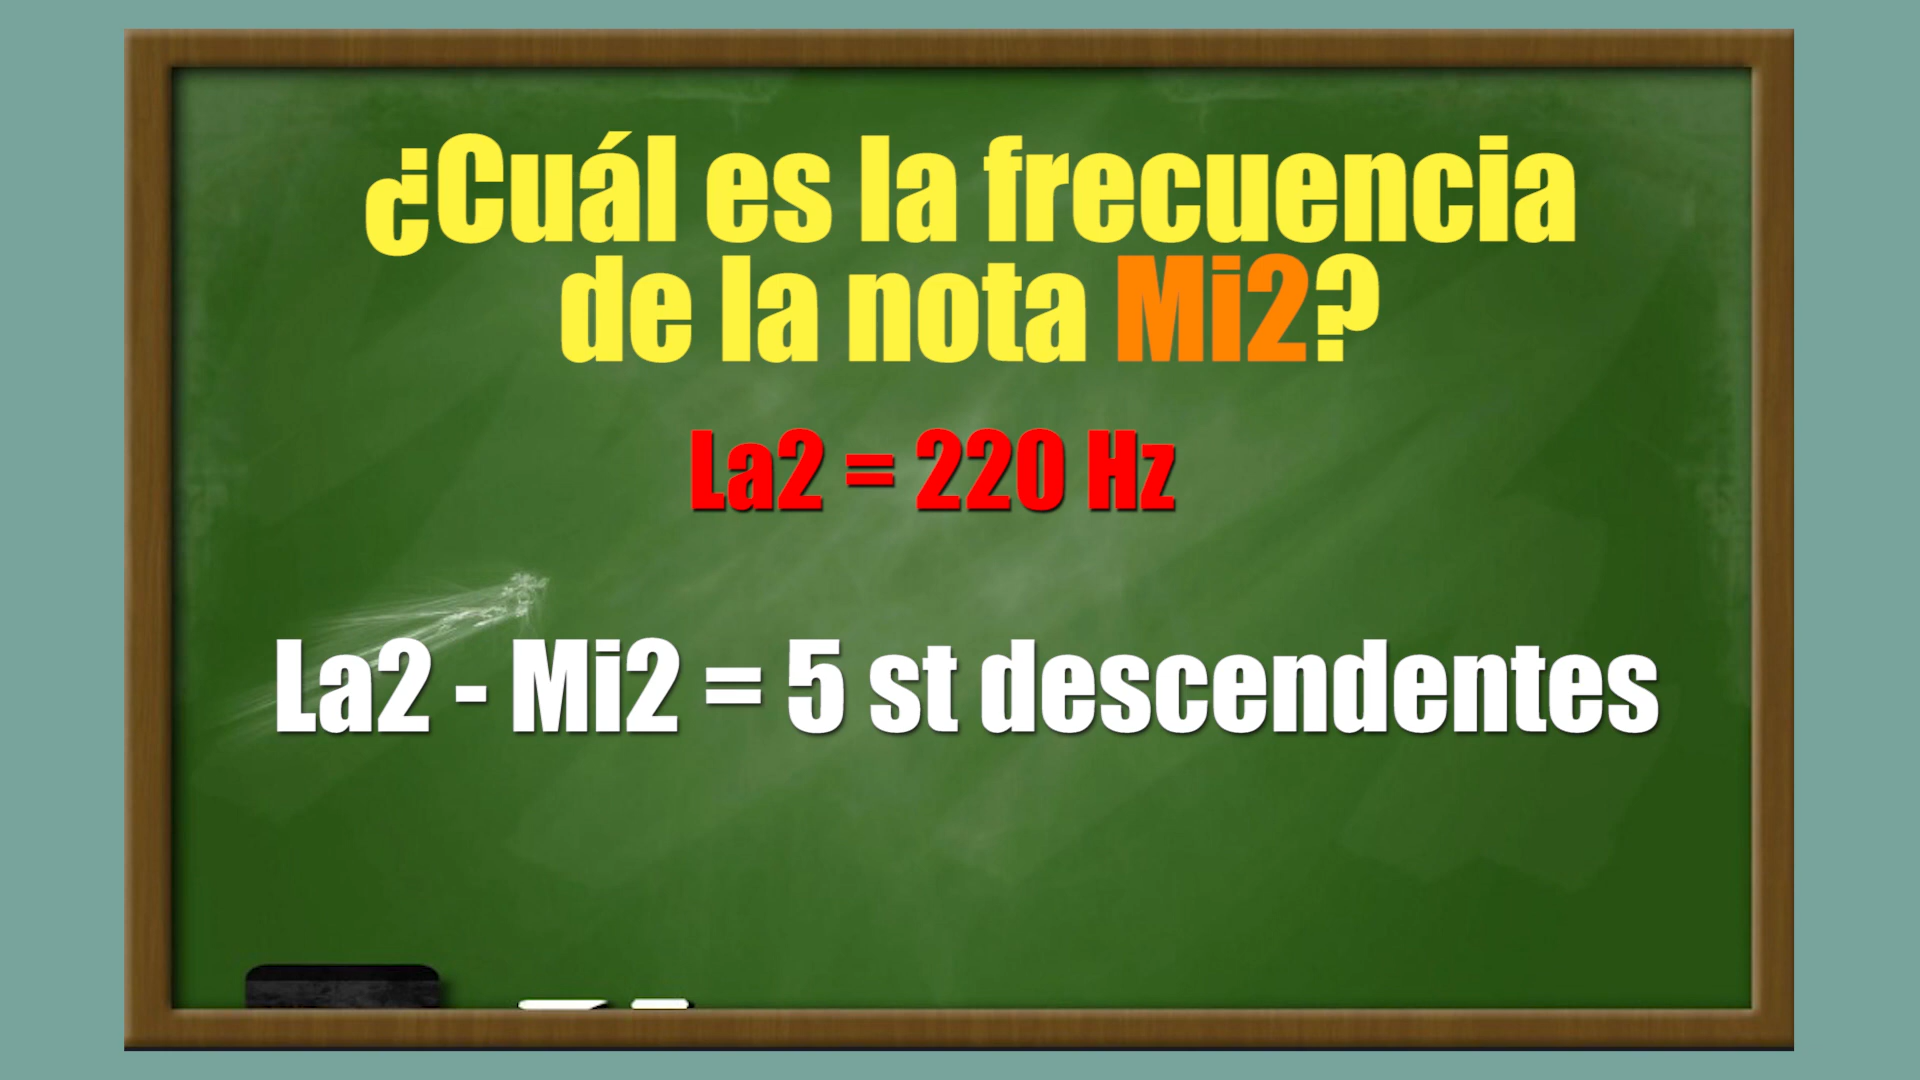 ¿Cuál es la frecuencia
de la nota Mi2?
La2 = 220 Hz
La2 - Mi2 = 5 st descendentes